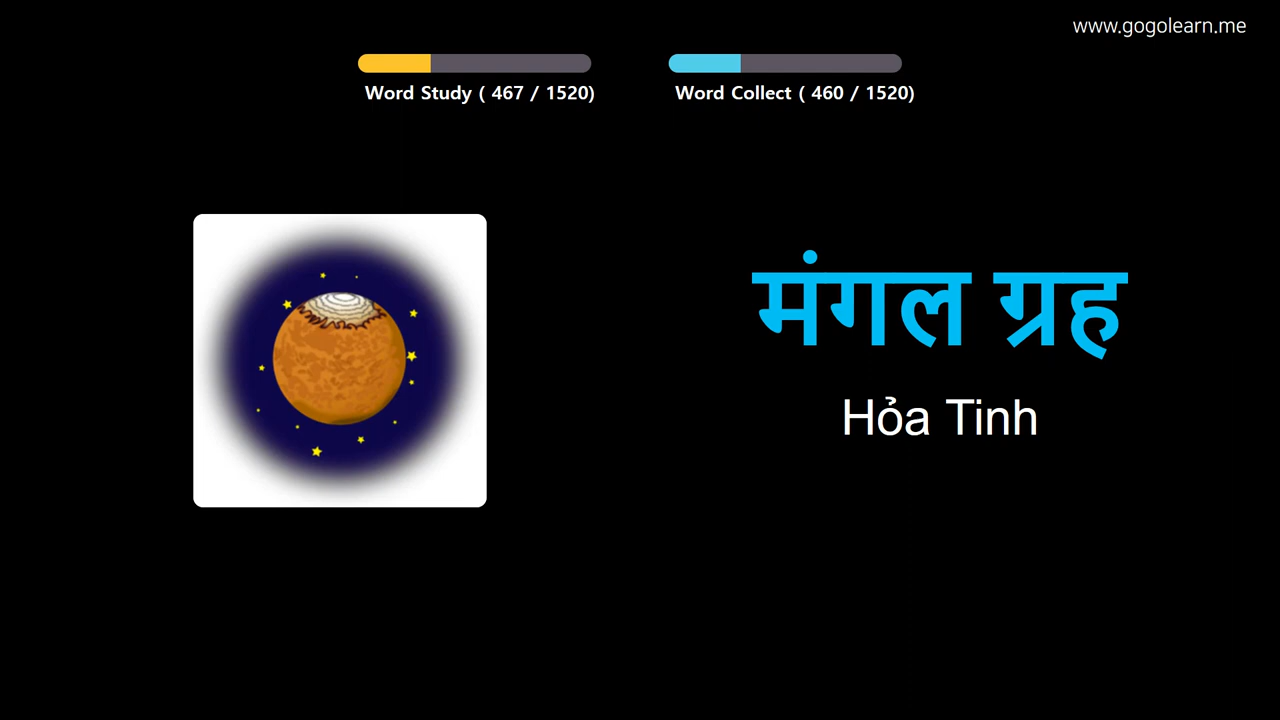 www.gogolearn.me
Word Study ( 467 / 1520)
Word Collect ( 460 / 1520)
मंगल ग्रह
Hỏa Tinh